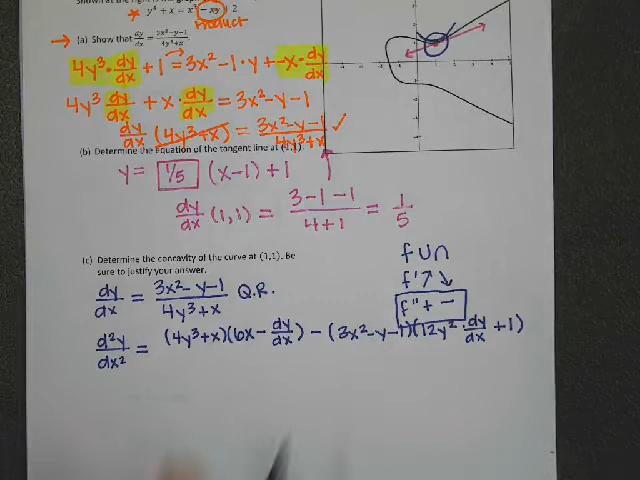 * y⁴ + x = x³ - xy 2
Product
→ (a) Show that dy/dx = 3x²-y-1/4y³+x
4y³·dy/dx + 1 = 3x² - 1·y + -x·dy/dx
4y³ dy/dx + x·dy/dx = 3x² - y - 1
dy/dx (4y³+x) = 3x²-y-1/4y³+x ✓
(b) Determine the equation of the tangent line at (1,1).
y = 1/5 (x-1) + 1
dy/dx (1,1) = 3-1-1/4+1 = 1/5
(c) Determine the concavity of the curve at (1,1). Be
sure to justify your answer.
f ∪ ∩
f' ↗ ↘
f'' + -
dy/dx = 3x²-y-1/4y³+x Q.R.
d²y/dx² = (4y³+x)(6x - dy/dx) - (3x²-y-1)(12y²·dy/dx + 1)